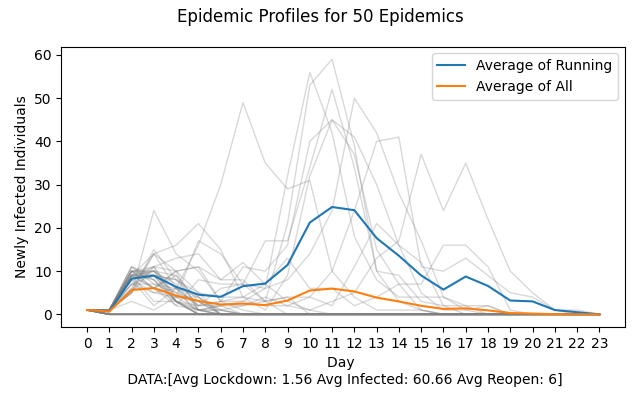 Epidemic Profiles for 50 Epidemics
Average of Running
Average of All
Newly Infected Individuals
60
50
40
30
20
10
0
0 1 2 3 4 5 6 7 8 9 10 11 12 13 14 15 16 17 18 19 20 21 22 23
Day
DATA:[Avg Lockdown: 1.56 Avg Infected: 60.66 Avg Reopen: 6]